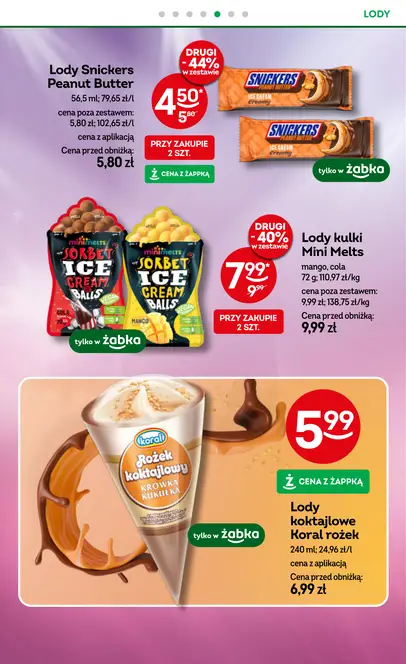 LODY
Lody Snickers
Peanut Butter
56,5 ml; 79,65 zł/l
cena poza zestawem:
5,80 zł; 102,65 zł/l
cena z aplikacją
Cena przed obniżką:
5,80 zł
DRUGI
- 44%
w zestawie
4,50*
5,80
PRZY ZAKUPIE
2 SZT.
CENA Z ŻAPPKĄ
SNICKERS
PEANUT BUTTER
ICE CREAM
Creamy
SNICKERS
PEANUT BUTTER
ICE CREAM
Creamy
tylko w żabka
minimelts
SORBET
ICE
CREAM
BALLS
COLA
minimelts
SORBET
ICE
CREAM
BALLS
MANGO
tylko w żabka
DRUGI
- 40%
w zestawie
7,99*
9,99
PRZY ZAKUPIE
2 SZT.
Lody kulki
Mini Melts
mango, cola
72 g; 110,97 zł/kg
cena poza zestawem:
9,99 zł; 138,75 zł/kg
Cena przed obniżką:
9,99 zł
koral
Rożek
koktajlowy
KRÓWKA
KUKUŁKA
tylko w żabka
5,99
CENA Z ŻAPPKĄ
Lody
koktajlowe
Koral rożek
240 ml; 24,96 zł/l
cena z aplikacją
Cena przed obniżką:
6,99 zł